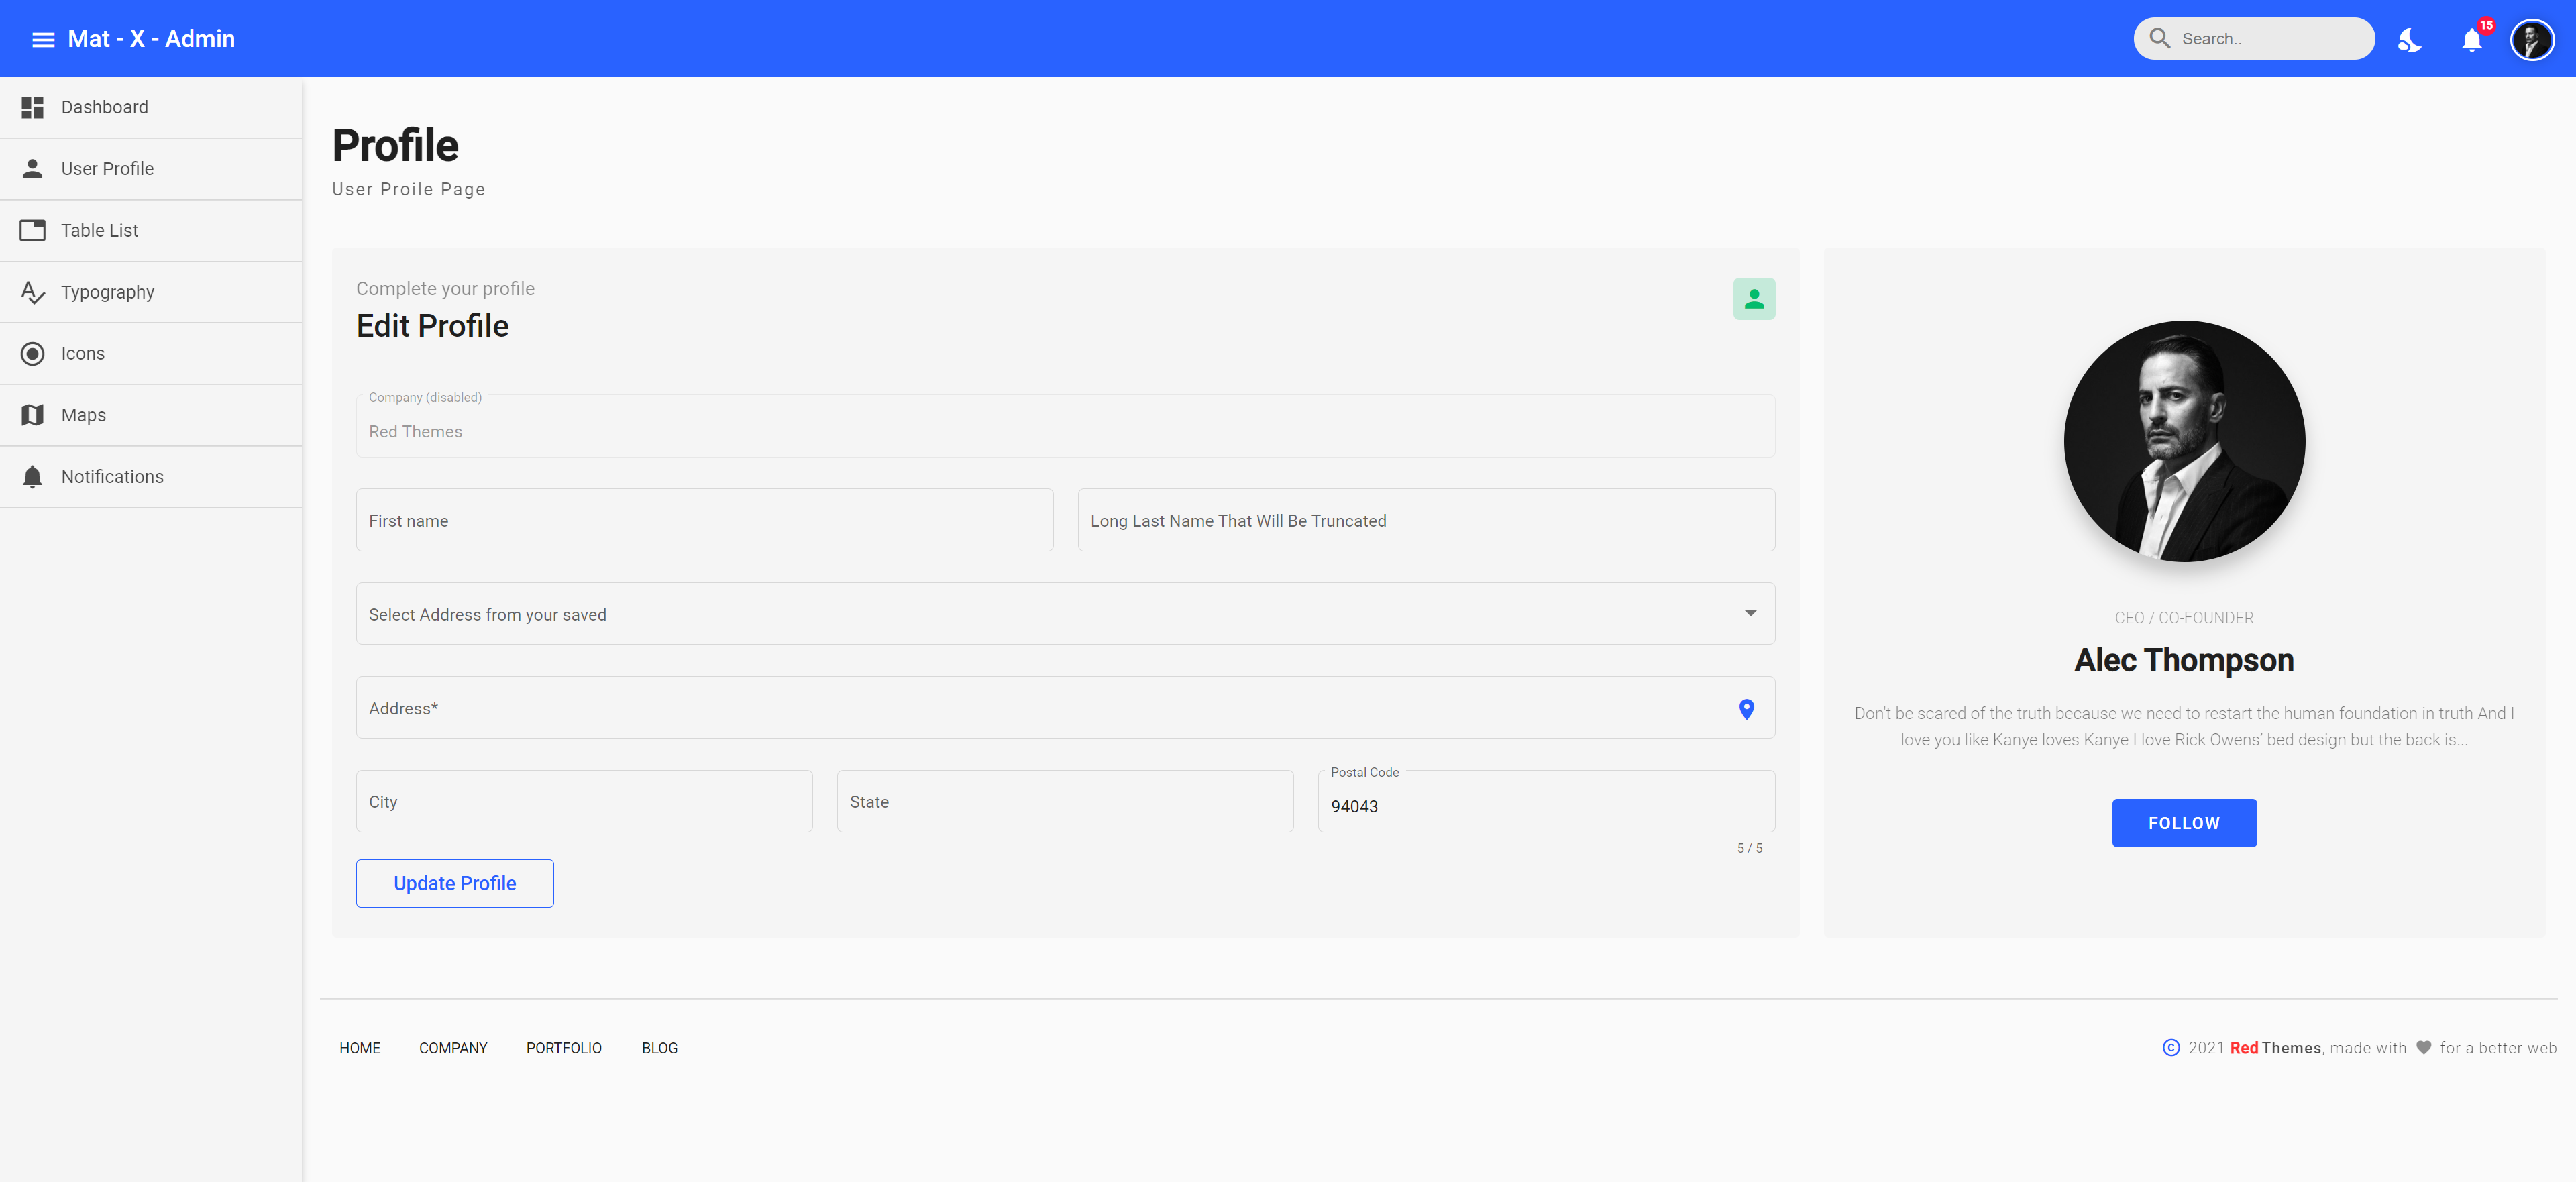 Mat - X - Admin
Search..
15
Dashboard
User Profile
Table List
Typography
Icons
Maps
Notifications
Profile
User Proile Page
Complete your profile
Edit Profile
Company (disabled)
Red Themes
First name
Long Last Name That Will Be Truncated
Select Address from your saved
Address*
City
State
Postal Code
94043
5 / 5
Update Profile
CEO / CO-FOUNDER
Alec Thompson
Don't be scared of the truth because we need to restart the human foundation in truth And I
love you like Kanye loves Kanye I love Rick Owens' bed design but the back is...
FOLLOW
HOME COMPANY PORTFOLIO BLOG
© 2021 Red Themes, made with ♥ for a better web